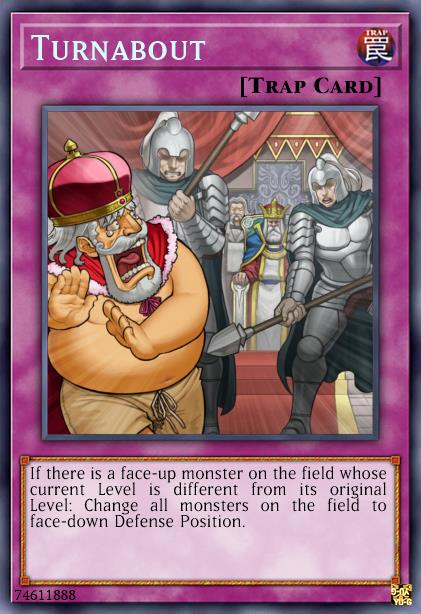 Turnabout
TRAP
罠
[Trap Card]
If there is a face-up monster on the field whose
current Level is different from its original
Level: Change all monsters on the field to
face-down Defense Position.
74611888